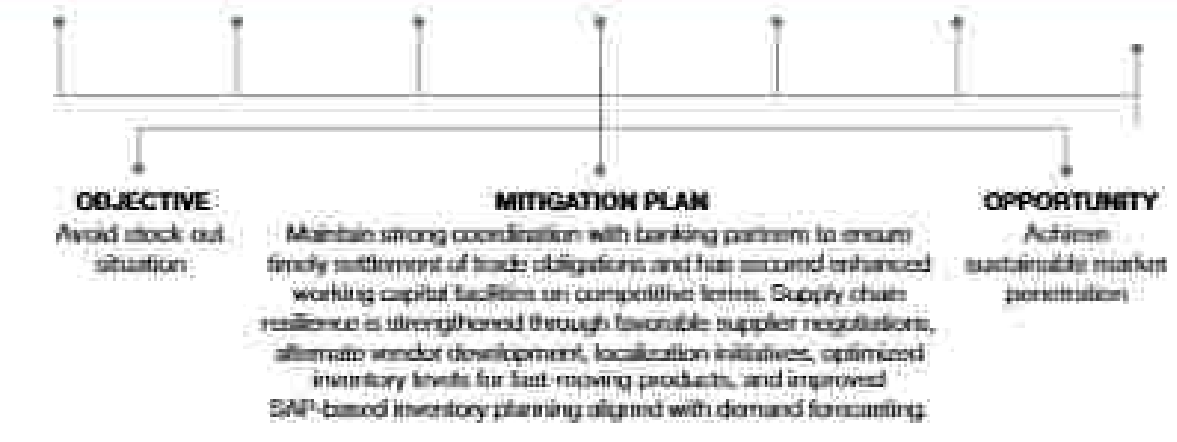 OBJECTIVE
Avoid stock out
situation
MITIGATION PLAN
Maintain strong coordination with banking partners to ensure
timely settlement of trade obligations and has secured enhanced
working capital facilities on competitive terms. Supply chain
resilience is strengthened through favorable supplier negotiations,
alternate vendor development, localization initiatives, optimized
inventory levels for fast-moving products, and improved
SAP-based inventory planning aligned with demand forecasting.
OPPORTUNITY
Achieve
sustainable market
penetration